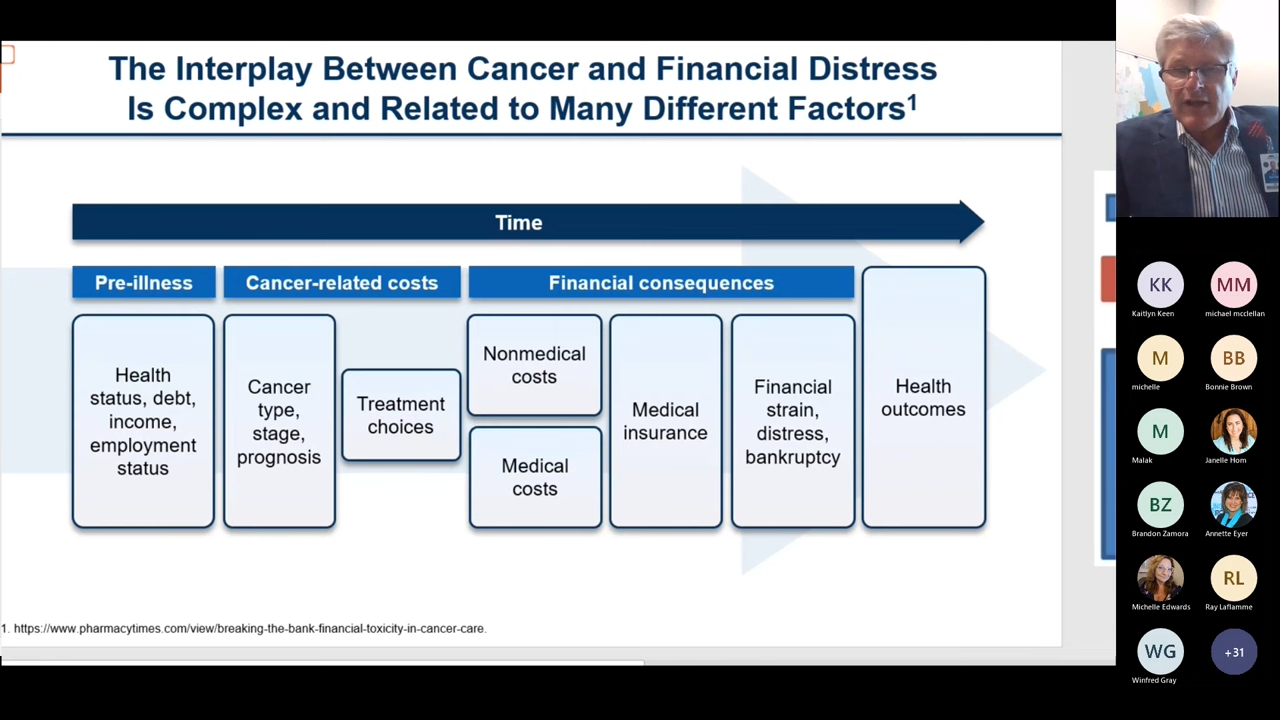 The Interplay Between Cancer and Financial Distress
Is Complex and Related to Many Different Factors¹
Time
Pre-illness
Cancer-related costs
Financial consequences
Health
status, debt,
income,
employment
status
Cancer
type,
stage,
prognosis
Treatment
choices
Nonmedical
costs
Medical
costs
Medical
insurance
Financial
strain,
distress,
bankruptcy
Health
outcomes
1. https://www.pharmacytimes.com/view/breaking-the-bank-financial-toxicity-in-cancer-care.
KK
Kaitlyn Keen
MM
michael mcclellan
M
michelle
BB
Bonnie Brown
M
Malak
Janelle Hom
BZ
Brandon Zamora
Annette Eyer
Michelle Edwards
RL
Ray Laflamme
WG
Winfred Gray
+31